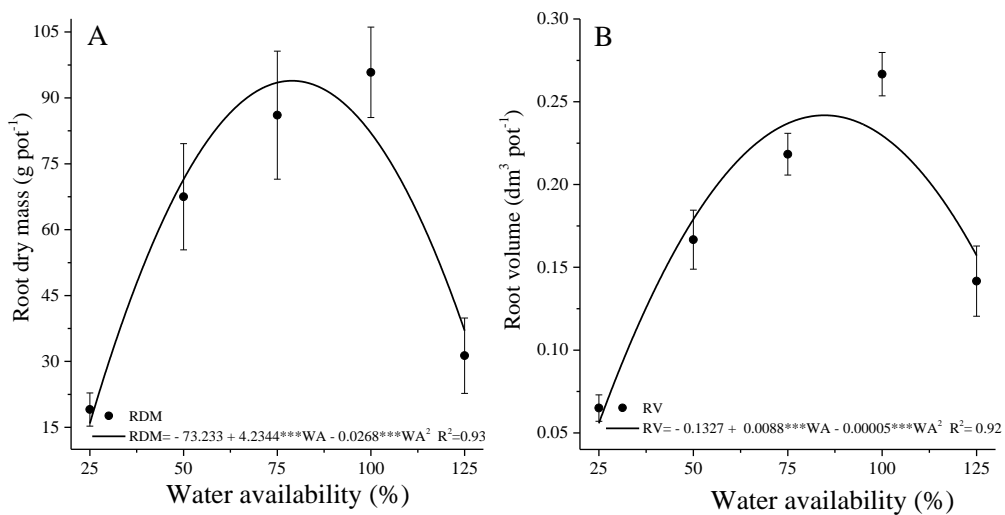 A
Root dry mass (g pot⁻¹)
105
90
75
60
45
30
15
RDM
RDM= - 73.233 + 4.2344***WA - 0.0268***WA² R²=0.93
25 50 75 100 125
Water availability (%)
B
Root volume (dm³ pot⁻¹)
0.30
0.25
0.20
0.15
0.10
0.05
RV
RV= - 0.1327 + 0.0088***WA - 0.00005***WA² R²=0.92
25 50 75 100 125
Water availability (%)